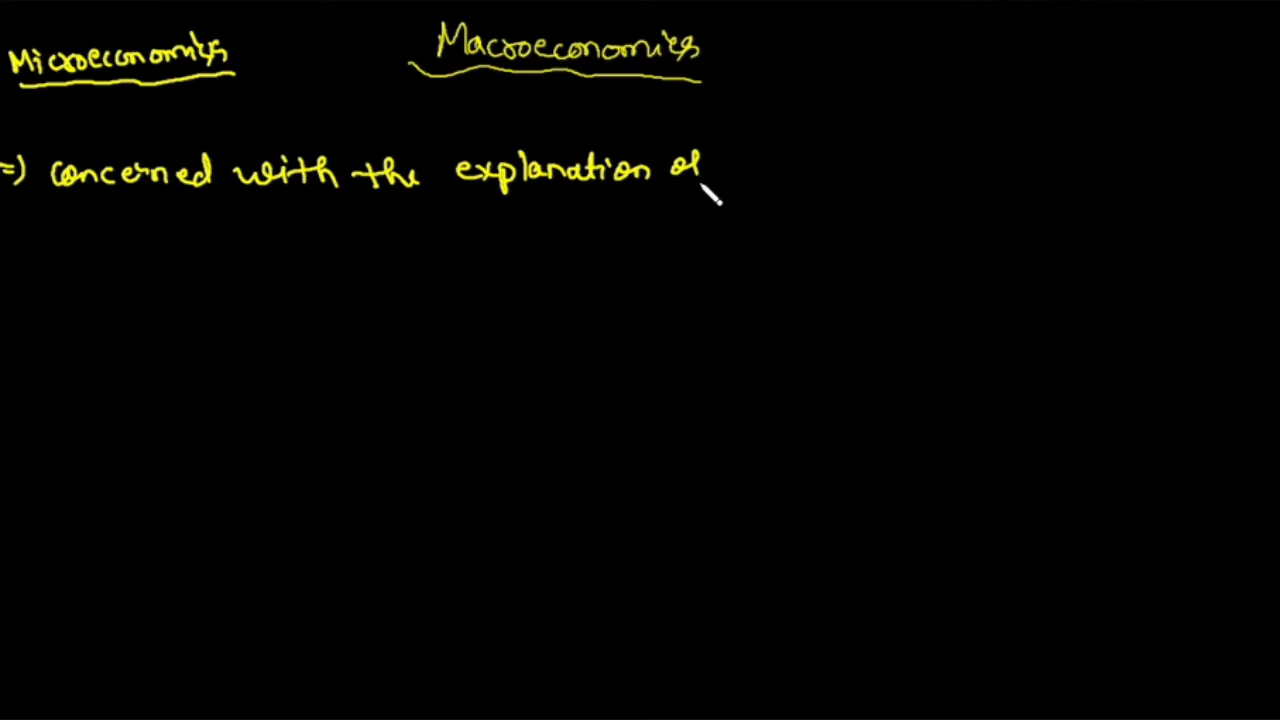 Microeconomics Macroeconomics
=) concerned with the explanation of